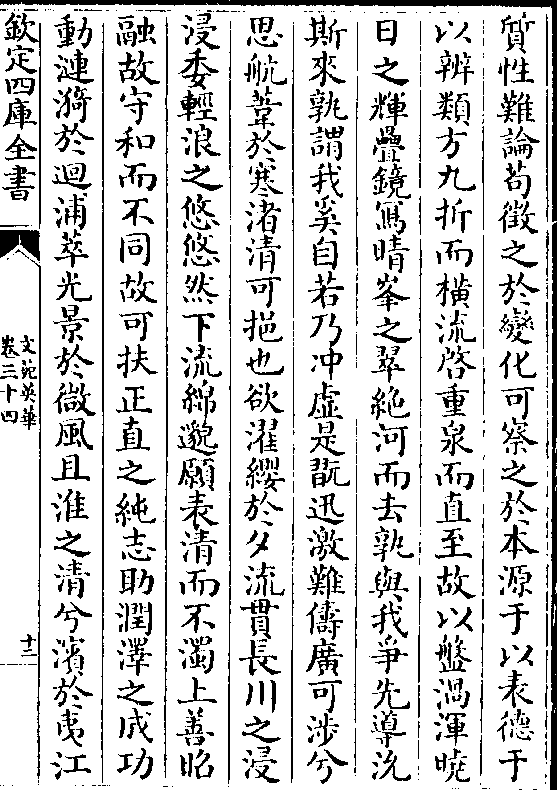 質性難論茍徵之於變化可察之於本源于以表德于
以辨類方九折而横流啓重泉而直至故以盤渦渾曉
日之輝疊鏡寫晴峯之翠絶河而去孰與我爭先導沇
斯來孰謂我奚自若乃冲虚是翫迅激難儔廣可涉兮
思航葦於寒渚清可挹也欲濯纓於夕流貫長川之浸
浸委輕浪之悠悠然下流綿邈願表清而不濁上善昭
融故守和而不同故可扶正直之純志助潤澤之成功
動漣漪於迴浦萃光景於微風且淮之清兮濱於夷江
欽定四庫全書
文苑英華
卷三十四
十三